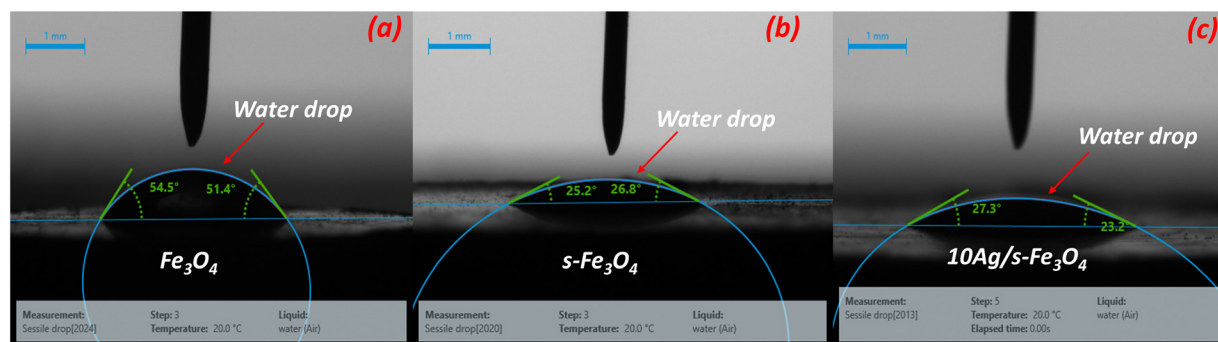 1 mm
(a)
Water drop
54.5°
51.4°
Fe₃O₄
Measurement:
Step: 3
Liquid:
Sessile drop[2024]
Temperature: 20.0 °C
water (Air)
1 mm
(b)
Water drop
25.2°
26.8°
s-Fe₃O₄
Measurement:
Step: 3
Liquid:
Sessile drop[2020]
Temperature: 20.0 °C
water (Air)
1 mm
(c)
Water drop
27.3°
23.2°
10Ag/s-Fe₃O₄
Measurement:
Step: 5
Liquid:
Sessile drop[2013]
Temperature: 20.0 °C
water (Air)
Elapsed time: 0.00s